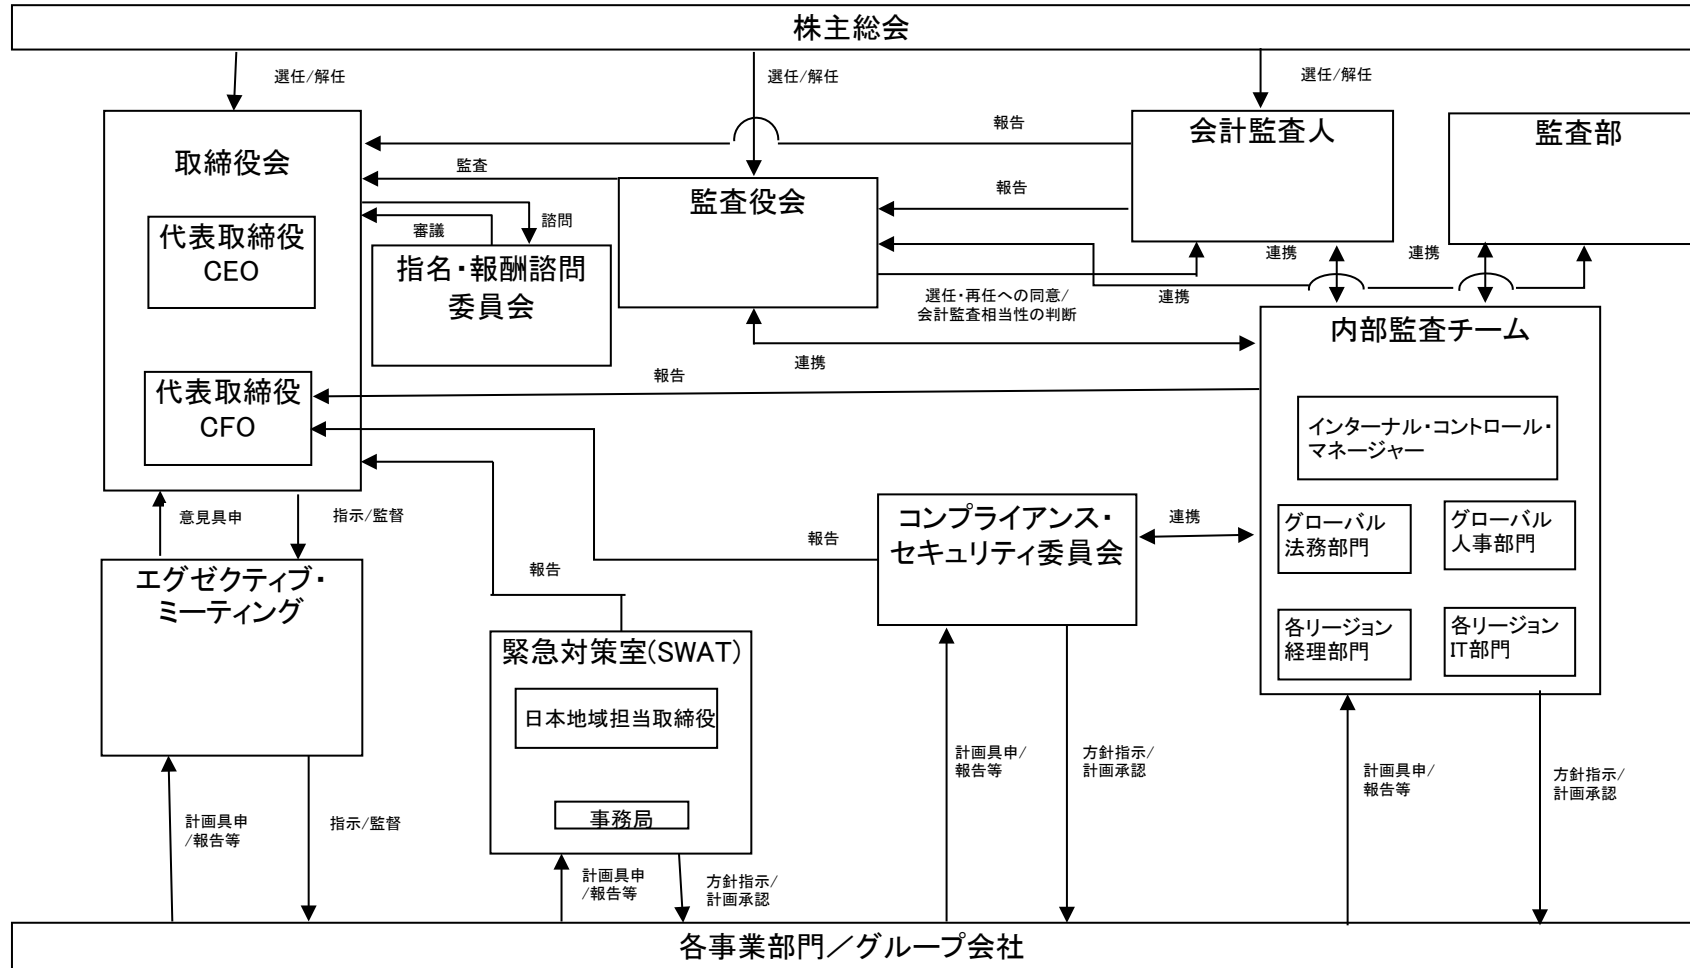 株主総会
選任/解任
選任/解任
選任/解任
取締役会
代表取締役
CEO
代表取締役
CFO
報告
会計監査人
監査部
監査
監査役会
報告
諮問
審議
指名・報酬諮問
委員会
連携
連携
選任・再任への同意/
会計監査相当性の判断
連携
連携
内部監査チーム
報告
インターナル・コントロール・
マネージャー
グローバル
法務部門
グローバル
人事部門
各リージョン
経理部門
各リージョン
IT部門
意見具申
指示/監督
報告
コンプライアンス・
セキュリティ委員会
連携
報告
エグゼクティブ・
ミーティング
緊急対策室(SWAT)
日本地域担当取締役
事務局
計画具申
/報告等
指示/監督
計画具申
/報告等
方針指示/
計画承認
計画具申/
報告等
方針指示/
計画承認
計画具申/
報告等
方針指示/
計画承認
各事業部門／グループ会社